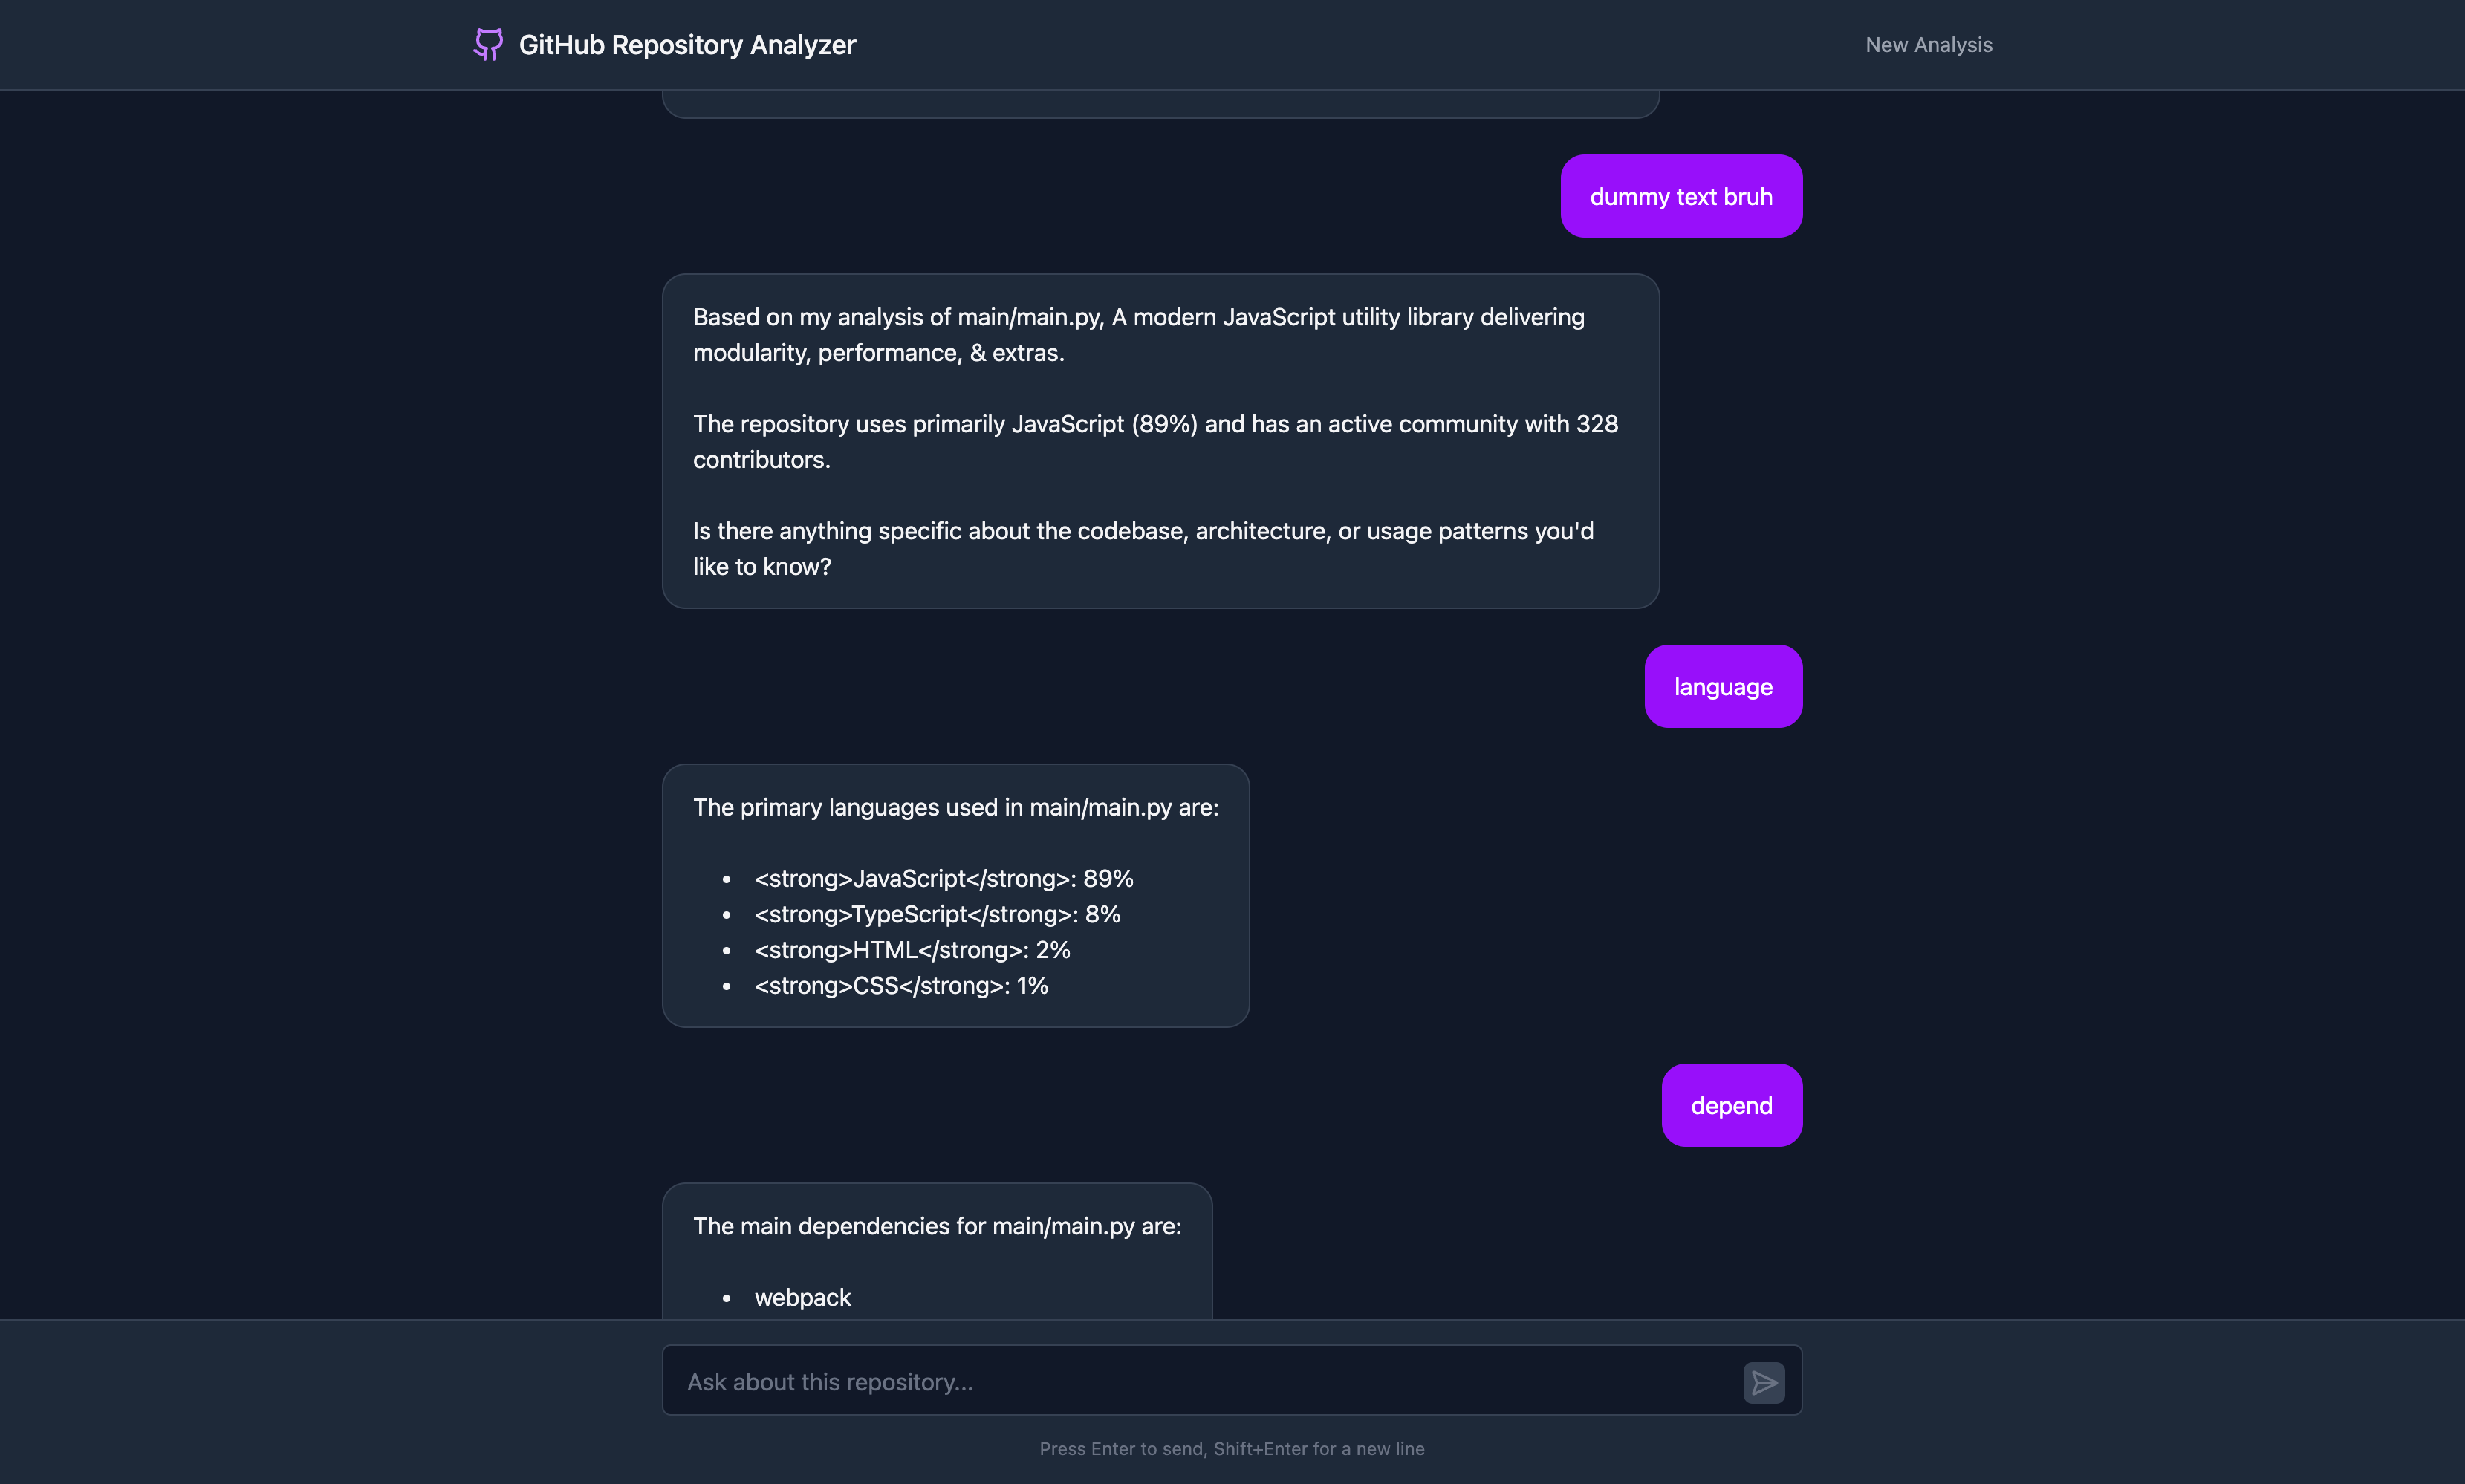 GitHub Repository Analyzer
New Analysis
dummy text bruh
Based on my analysis of main/main.py, A modern JavaScript utility library delivering
modularity, performance, & extras.
The repository uses primarily JavaScript (89%) and has an active community with 328
contributors.
Is there anything specific about the codebase, architecture, or usage patterns you'd
like to know?
language
The primary languages used in main/main.py are:
• <strong>JavaScript</strong>: 89%
• <strong>TypeScript</strong>: 8%
• <strong>HTML</strong>: 2%
• <strong>CSS</strong>: 1%
depend
The main dependencies for main/main.py are:
• webpack
Ask about this repository...
Press Enter to send, Shift+Enter for a new line